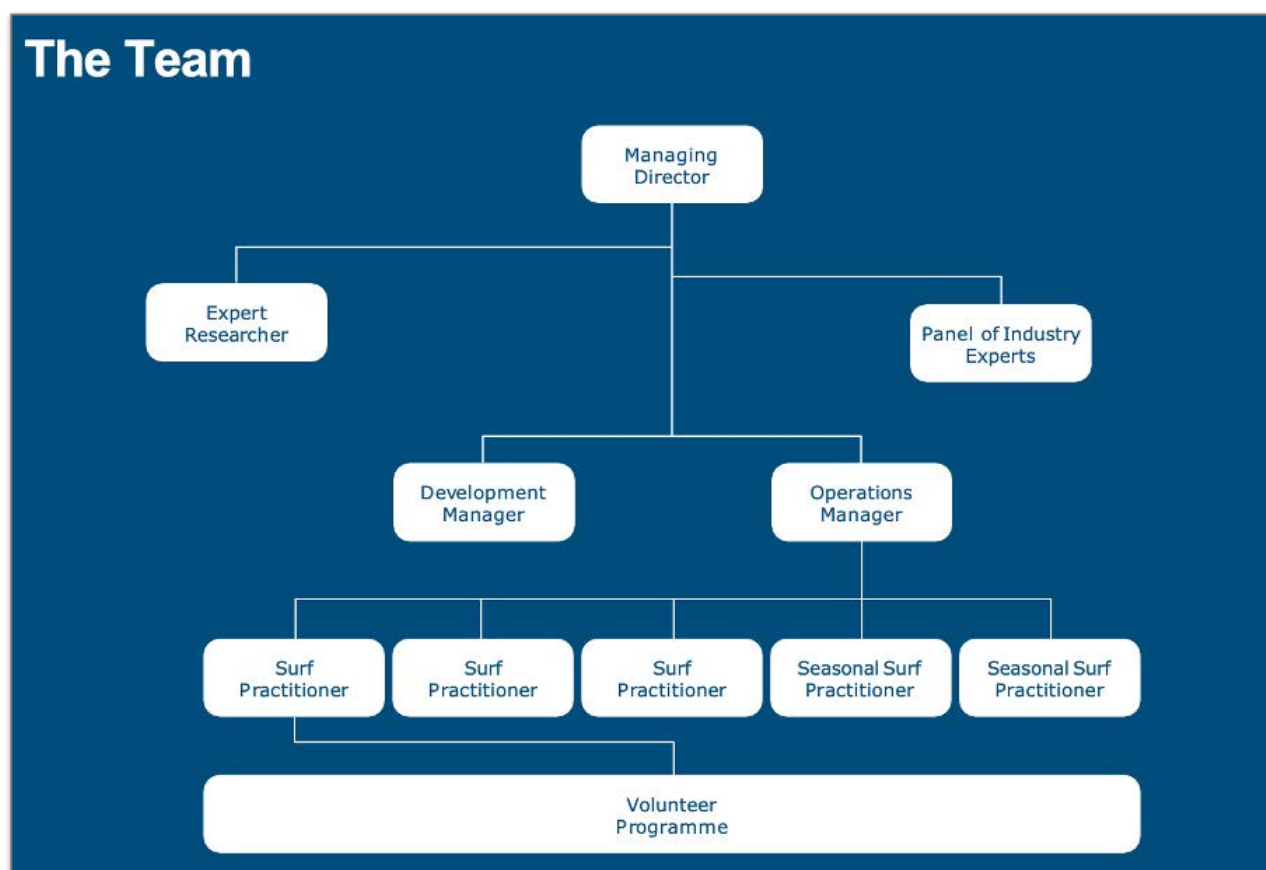 The Team
Managing
Director
Expert
Researcher
Panel of Industry
Experts
Development
Manager
Operations
Manager
Surf
Practitioner
Surf
Practitioner
Surf
Practitioner
Seasonal Surf
Practitioner
Seasonal Surf
Practitioner
Volunteer
Programme